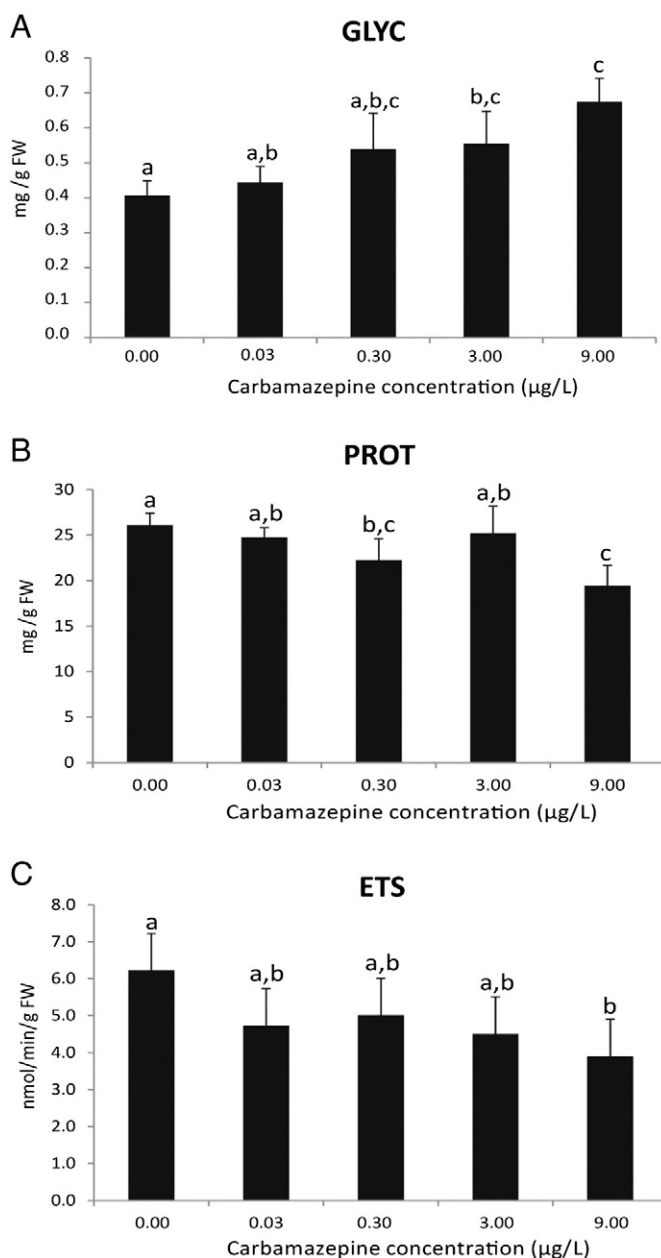 A
GLYC
mg /g FW
0.8
0.7
0.6
0.5
0.4
0.3
0.2
0.1
0.0
a
a,b
a,b,c
b,c
c
0.00 0.03 0.30 3.00 9.00
Carbamazepine concentration (µg/L)
B
PROT
mg /g FW
30
25
20
15
10
5
0
a
a,b
b,c
a,b
c
0.00 0.03 0.30 3.00 9.00
Carbamazepine concentration (µg/L)
C
ETS
nmol/min/g FW
8.0
7.0
6.0
5.0
4.0
3.0
2.0
1.0
0.0
a
a,b
a,b
a,b
b
0.00 0.03 0.30 3.00 9.00
Carbamazepine concentration (µg/L)